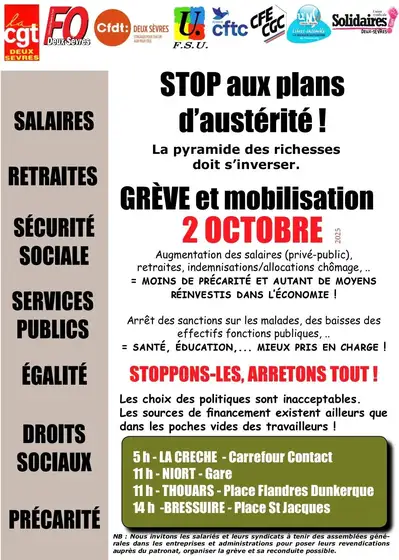 la
cgt
DEUX
SEVRES
FO
Deux Sèvres
Cfdt:
DEUX SÈVRES
U
F.S.U.
cftc
CFE
CGC
Solidaires
DEUX-SÈVRES
STOP aux plans
d'austérité !
La pyramide des richesses
doit s'inverser.
GRÈVE et mobilisation
2 OCTOBRE
2025
Augmentation des salaires (privé-public),
retraites, indemnisations/allocations chômage, ..
= MOINS DE PRÉCARITÉ ET AUTANT DE MOYENS
RÉINVESTIS DANS L'ÉCONOMIE !
Arrêt des sanctions sur les malades, des baisses des
effectifs fonctions publiques, ..
= SANTÉ, ÉDUCATION,... MIEUX PRIS EN CHARGE !
STOPPONS-LES, ARRETONS TOUT !
Les choix des politiques sont inacceptables.
Les sources de financement existent ailleurs que
dans les poches vides des travailleurs !
5 h - LA CRECHE - Carrefour Contact
11 h - NIORT - Gare
11 h - THOUARS - Place Flandres Dunkerque
14 h -BRESSUIRE - Place St Jacques
NB : Nous invitons les salariés et leurs syndicats à tenir des assemblées géné-
rales dans les entreprises et administrations pour poser leurs revendications
auprès du patronat, organiser la grève et sa reconduite possible.
SALAIRES
RETRAITES
SÉCURITÉ
SOCIALE
SERVICES
PUBLICS
ÉGALITÉ
DROITS
SOCIAUX
PRÉCARITÉ